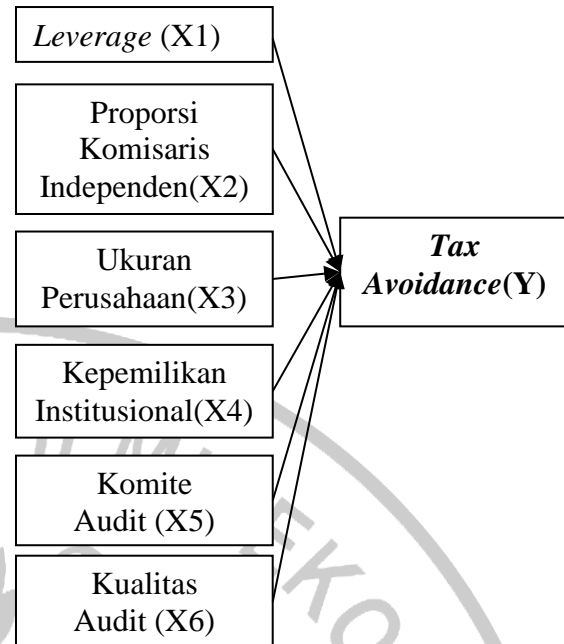 Leverage (X1)
Proporsi
Komisaris
Independen(X2)
Ukuran
Perusahaan(X3)
Kepemilikan
Institusional(X4)
Komite
Audit (X5)
Kualitas
Audit (X6)
Tax
Avoidance(Y)